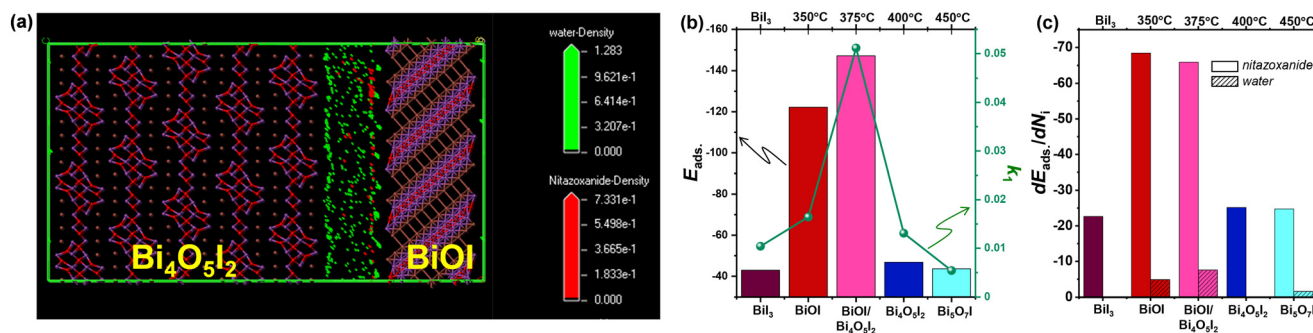 (a)
water-Density
1.283
9.621e-1
6.414e-1
3.207e-1
0.000
Nitazoxanide-Density
7.331e-1
5.498e-1
3.665e-1
1.833e-1
0.000
Bi₄O₅I₂
BiOI
(b)
BiI₃ 350°C 375°C 400°C 450°C
-160
-140
-120
-100
-80
-60
-40
E_ads.
0.05
0.04
0.03
0.02
0.01
0
k₁
BiI₃ BiOI BiOI/ Bi₄O₅I₂ Bi₅O₇I
Bi₄O₅I₂
(c)
BiI₃ 350°C 375°C 400°C 450°C
-70
-60
-50
-40
-30
-20
-10
0
dE_ads./dN_i
nitazoxanide
water
BiI₃ BiOI BiOI/ Bi₄O₅I₂ Bi₅O₇I
Bi₄O₅I₂